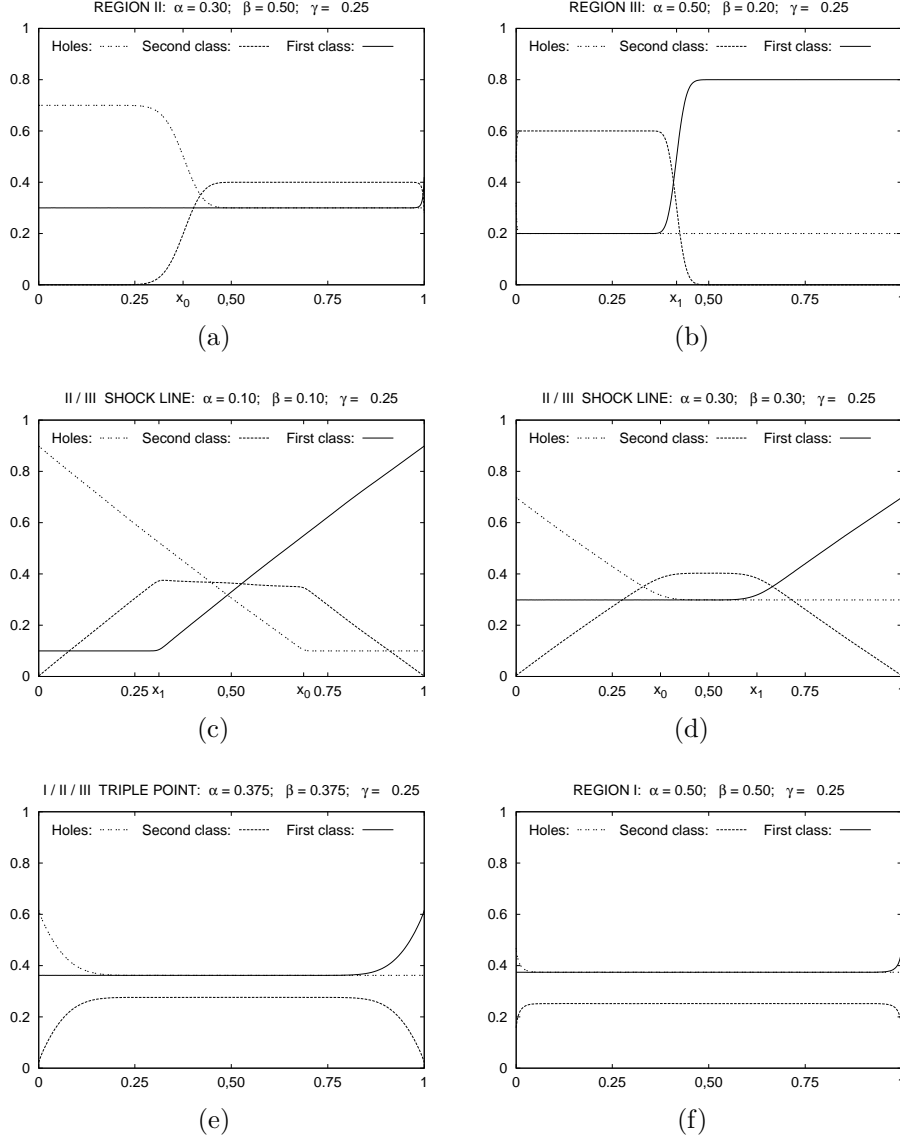 REGION II: α = 0.30; β = 0.50; γ = 0.25
Holes: Second class: First class:
1
0.8
0.6
0.4
0.2
0
0 0.25 x0 0,50 0.75 1
(a)
REGION III: α = 0.50; β = 0.20; γ = 0.25
Holes: Second class: First class:
1
0.8
0.6
0.4
0.2
0
0 0.25 x1 0,50 0.75 1
(b)
II / III SHOCK LINE: α = 0.10; β = 0.10; γ = 0.25
Holes: Second class: First class:
1
0.8
0.6
0.4
0.2
0
0 0.25 x1 0,50 x0 0.75 1
(c)
II / III SHOCK LINE: α = 0.30; β = 0.30; γ = 0.25
Holes: Second class: First class:
1
0.8
0.6
0.4
0.2
0
0 0.25 x0 0,50 x1 0.75 1
(d)
I / II / III TRIPLE POINT: α = 0.375; β = 0.375; γ = 0.25
Holes: Second class: First class:
1
0.8
0.6
0.4
0.2
0
0 0.25 0,50 0.75 1
(e)
REGION I: α = 0.50; β = 0.50; γ = 0.25
Holes: Second class: First class:
1
0.8
0.6
0.4
0.2
0
0 0.25 0,50 0.75 1
(f)